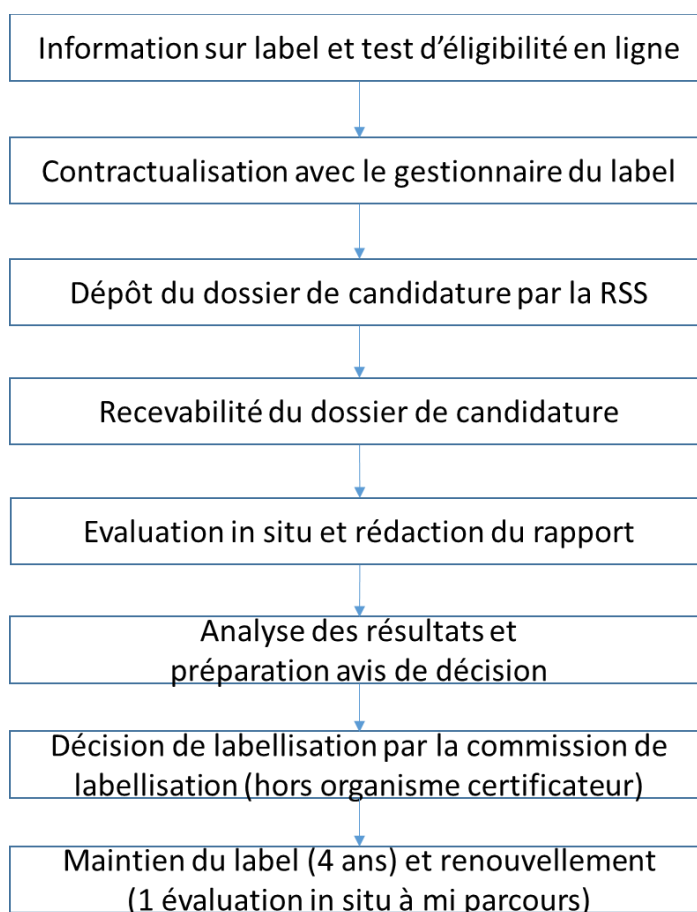 Information sur label et test d’éligibilité en ligne
Contractualisation avec le gestionnaire du label
Dépôt du dossier de candidature par la RSS
Recevabilité du dossier de candidature
Evaluation in situ et rédaction du rapport
Analyse des résultats et
préparation avis de décision
Décision de labellisation par la commission de
labellisation (hors organisme certificateur)
Maintien du label (4 ans) et renouvellement
(1 évaluation in situ à mi parcours)